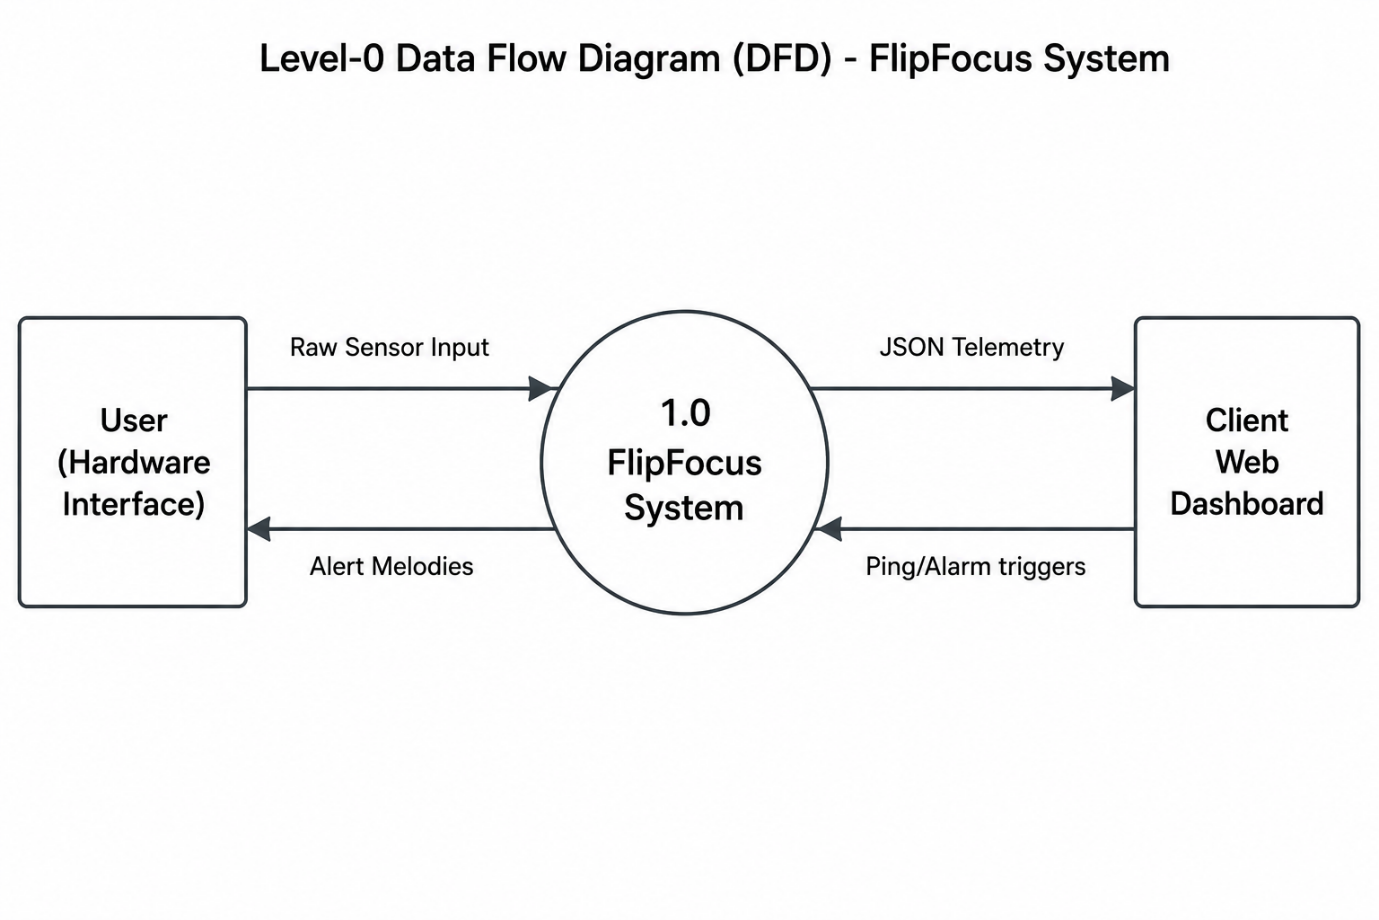 Level-0 Data Flow Diagram (DFD) - FlipFocus System
Raw Sensor Input
JSON Telemetry
User
(Hardware
Interface)
1.0
FlipFocus
System
Client
Web
Dashboard
Alert Melodies
Ping/Alarm triggers